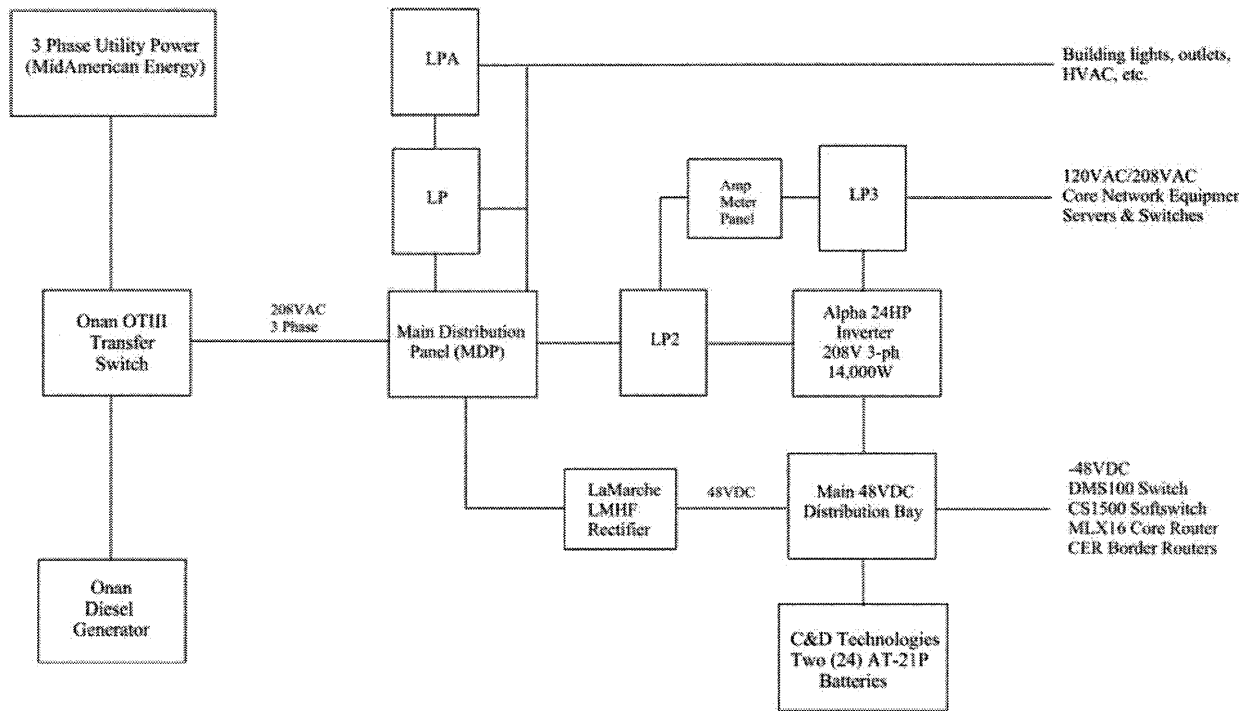 3 Phase Utility Power
(MidAmerican Energy)
LPA
Building lights, outlets,
HVAC, etc.
LP
Amp
Meter
Panel
LP3
120VAC/208VAC
Core Network Equipmen
Servers & Switches
Onan OTIII
Transfer
Switch
208VAC
3 Phase
Main Distribution
Panel (MDP)
LP2
Alpha 24HP
Inverter
208V 3-ph
14,000W
LaMarche
LMHF
Rectifier
48VDC
Main 48VDC
Distribution Bay
-48VDC
DMS100 Switch
CS1500 Softswitch
MLX16 Core Router
CER Border Routers
Onan
Diesel
Generator
C&D Technologies
Two (24) AT-21P
Batteries